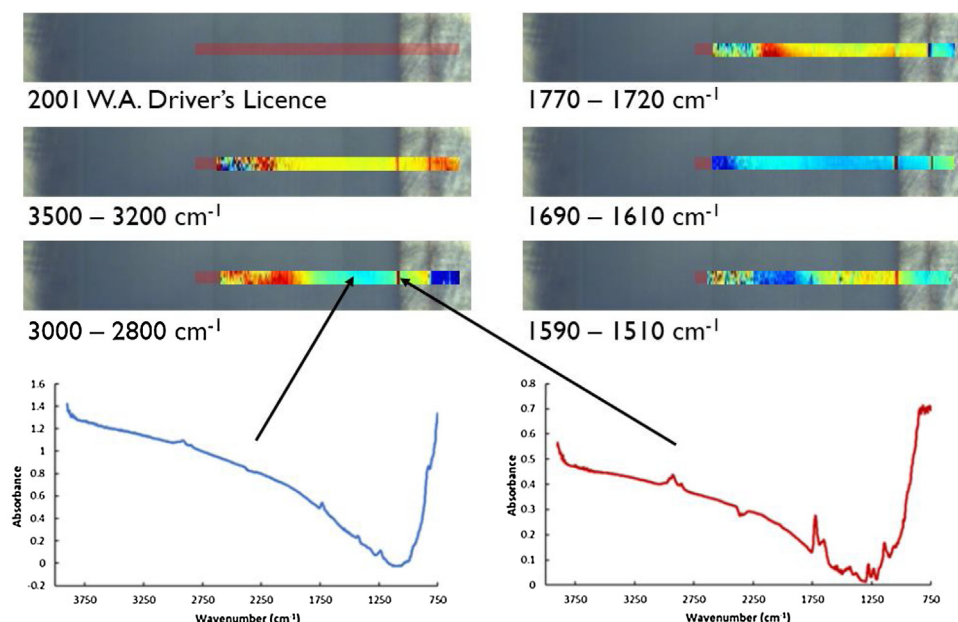 2001 W.A. Driver's Licence
1770 – 1720 cm-1
3500 – 3200 cm-1
1690 – 1610 cm-1
3000 – 2800 cm-1
1590 – 1510 cm-1
1.6
1.4
1.2
1
0.8
0.6
0.4
0.2
0
-0.2
Absorbance
3750 3250 2750 2250 1750 1250 750
Wavenumber (cm-1)
0.8
0.7
0.6
0.5
0.4
0.3
0.2
0.1
0
Absorbance
3750 3250 2750 2250 1750 1250 750
Wavenumber (cm-1)